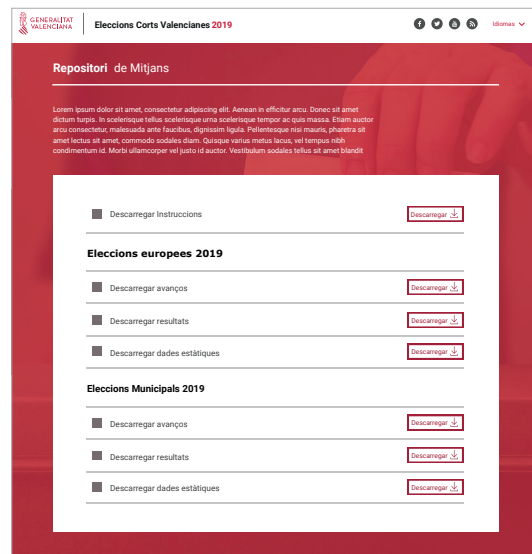 GENERALITAT
VALENCIANA
Eleccions Corts Valencianes 2019
Idiomas
Repositori de Mitjans
Lorem ipsum dolor sit amet, consectetur adipiscing elit. Aenean in efficitur arcu. Donec sit amet
dictum turpis. In scelerisque tellus scelerisque urna scelerisque tempor ac quis massa. Etiam auctor
arcu consectetur, malesuada ante faucibus, dignissim ligula. Pellentesque nisi mauris, pharetra sit
amet lectus sit amet, commodo sodales diam. Quisque varius metus lacus, vel tempus nibh
condimentum id. Morbi ullamcorper vel justo id auctor. Vestibulum sodales tellus sit amet blandit
Descarregar Instruccions Descarregar
Eleccions europees 2019
Descarregar avanços Descarregar
Descarregar resultats Descarregar
Descarregar dades estàtiques Descarregar
Eleccions Municipals 2019
Descarregar avanços Descarregar
Descarregar resultats Descarregar
Descarregar dades estàtiques Descarregar